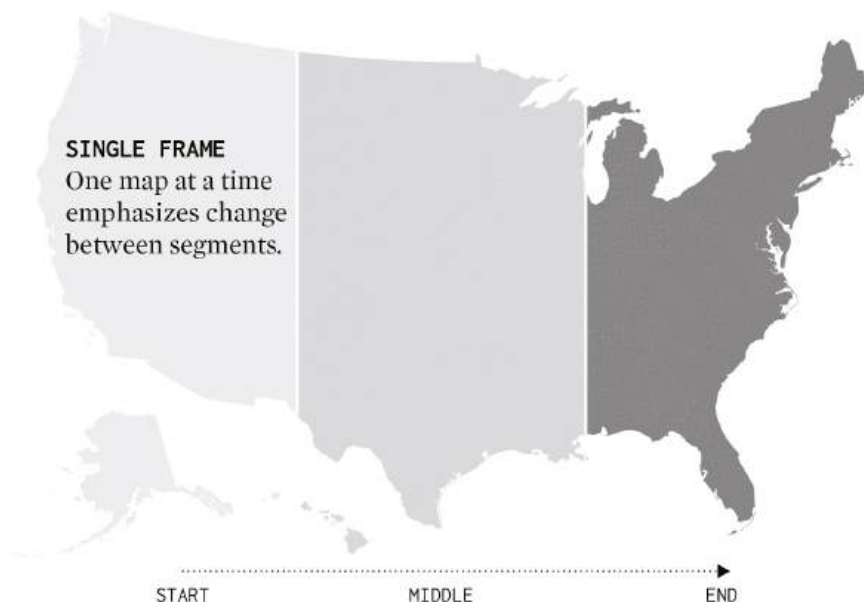 SINGLE FRAME
One map at a time
emphasizes change
between segments.
START MIDDLE END